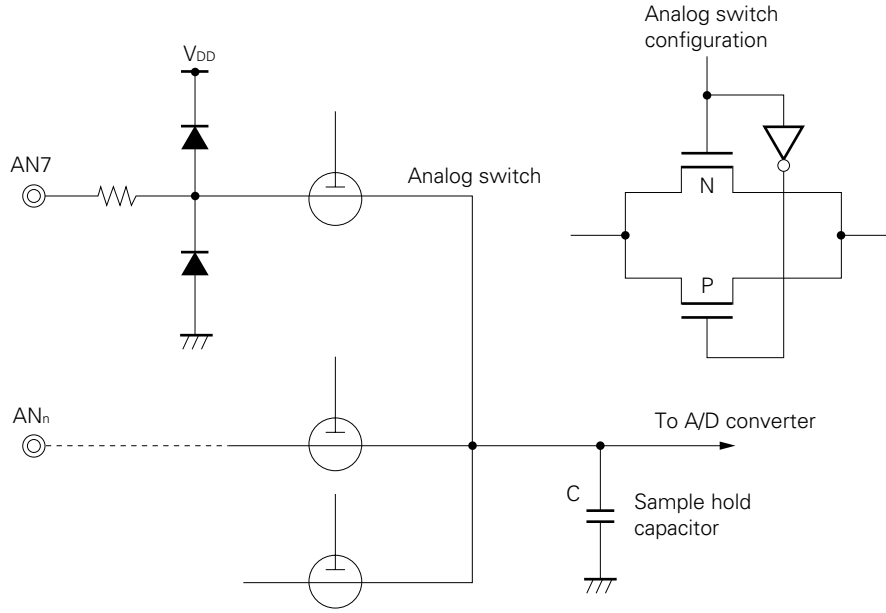 Analog switch
configuration
VDD
AN7
Analog switch
N
P
ANn
To A/D converter
C
Sample hold
capacitor